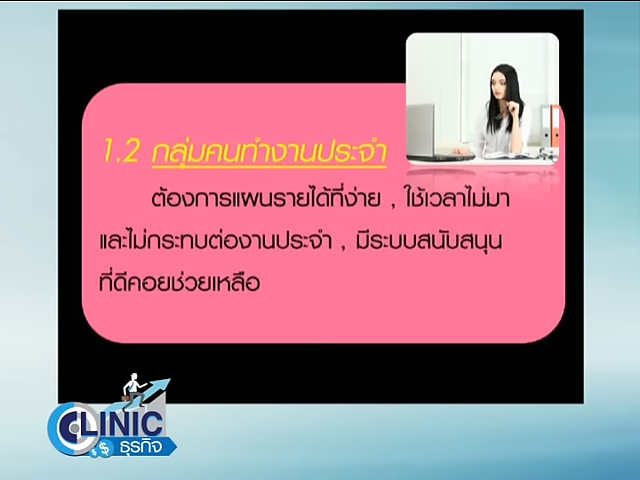 1.2 กลุ่มคนทำงานประจำ
ต้องการแผนรายได้ที่ง่าย , ใช้เวลาไม่มา
และไม่กระทบต่องานประจำ , มีระบบสนับสนุน
ที่ดีคอยช่วยเหลือ
CLINIC
ธุรกิจ